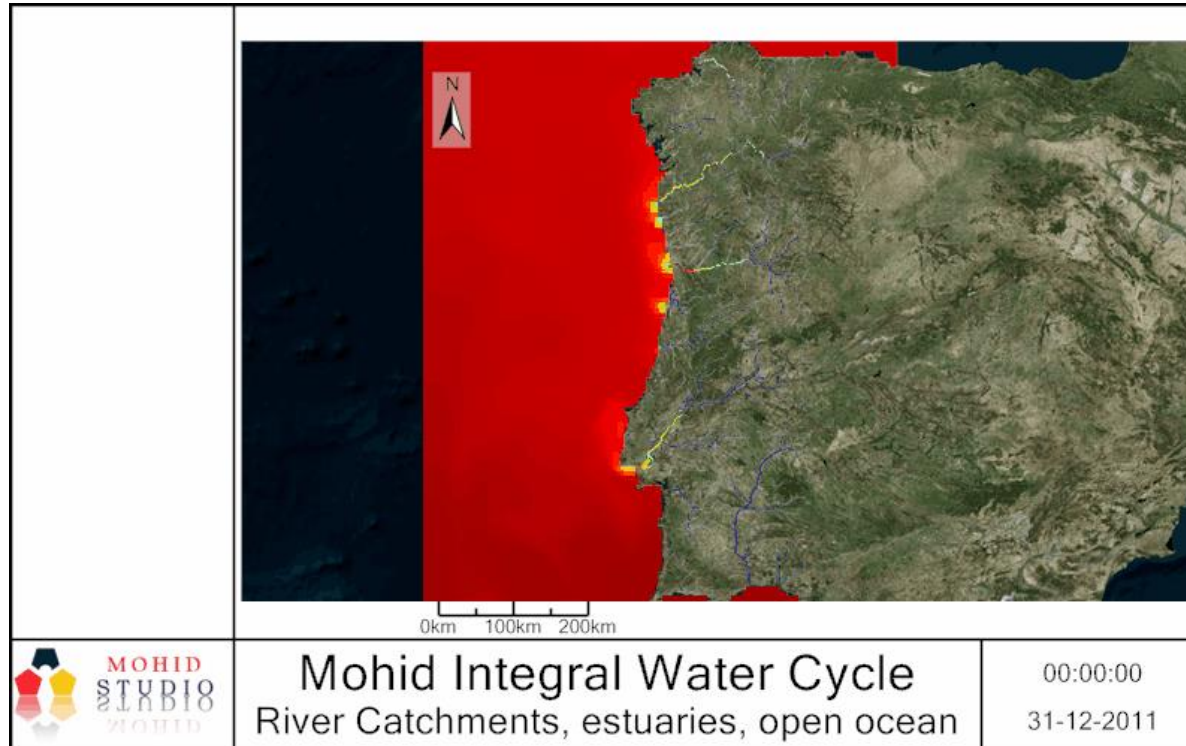 N
0km 100km 200km
MOHID
STUDIO
Mohid Integral Water Cycle
River Catchments, estuaries, open ocean
00:00:00
31-12-2011